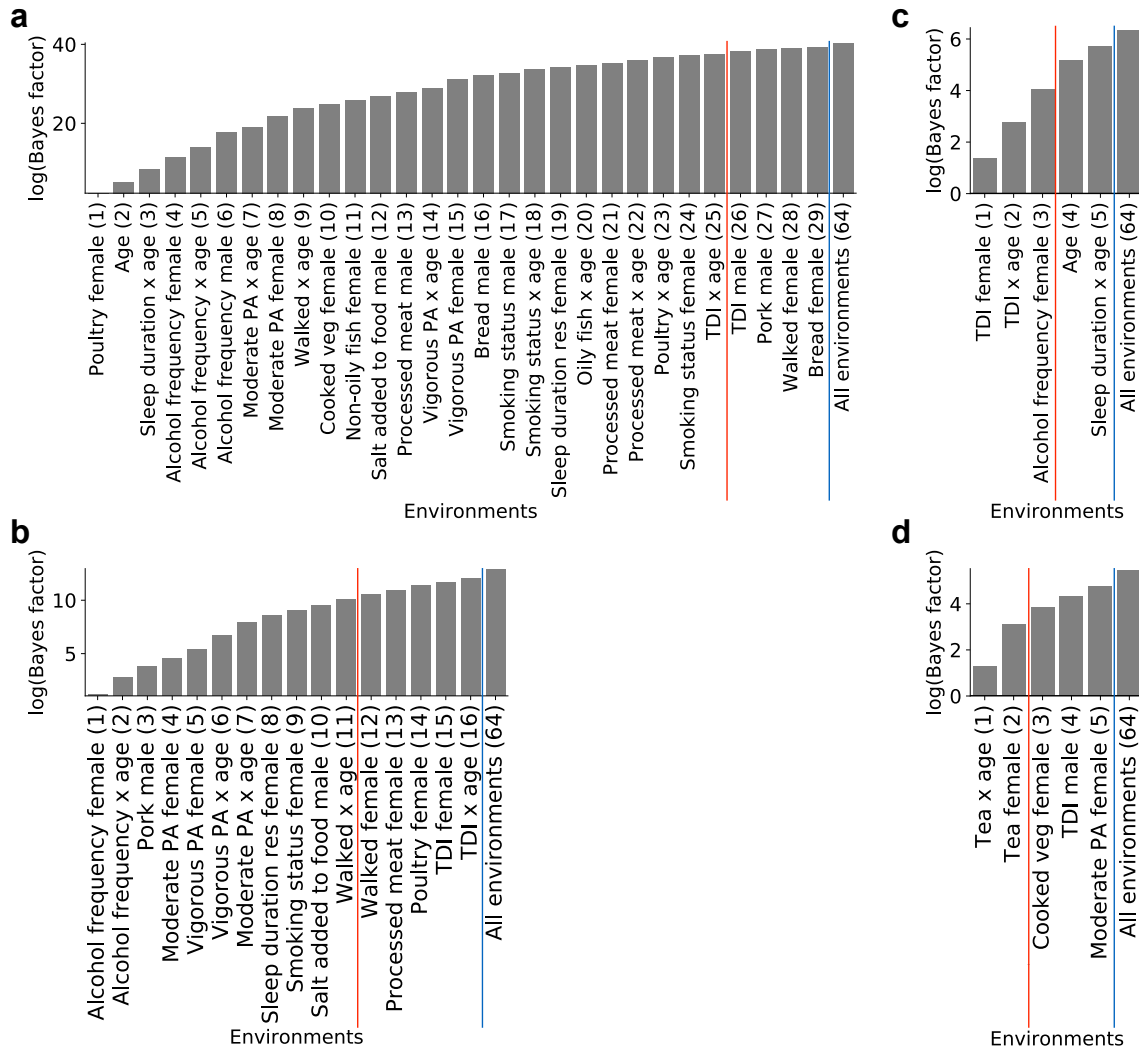 a
log(Bayes factor)
40
20
Poultry female (1)
Age (2)
Sleep duration x age (3)
Alcohol frequency female (4)
Alcohol frequency x age (5)
Alcohol frequency male (6)
Moderate PA x age (7)
Moderate PA female (8)
Walked x age (9)
Cooked veg female (10)
Non-oily fish female (11)
Salt added to food male (12)
Processed meat male (13)
Vigorous PA x age (14)
Vigorous PA female (15)
Bread male (16)
Smoking status male (17)
Smoking status x age (18)
Sleep duration res female (19)
Oily fish x age (20)
Processed meat female (21)
Processed meat x age (22)
Poultry x age (23)
Smoking status female (24)
TDI x age (25)
TDI male (26)
Pork male (27)
Walked female (28)
Bread female (29)
All environments (64)
Environments
c
log(Bayes factor)
6
4
2
0
TDI female (1)
TDI x age (2)
Alcohol frequency female (3)
Age (4)
Sleep duration x age (5)
All environments (64)
Environments
b
log(Bayes factor)
10
5
Alcohol frequency female (1)
Alcohol frequency x age (2)
Pork male (3)
Moderate PA female (4)
Vigorous PA female (5)
Vigorous PA x age (6)
Moderate PA x age (7)
Sleep duration res female (8)
Smoking status female (9)
Salt added to food male (10)
Walked x age (11)
Walked female (12)
Processed meat female (13)
Poultry female (14)
TDI female (15)
TDI x age (16)
All environments (64)
Environments
d
log(Bayes factor)
4
2
0
Tea x age (1)
Tea female (2)
Cooked veg female (3)
TDI male (4)
Moderate PA female (5)
All environments (64)
Environments